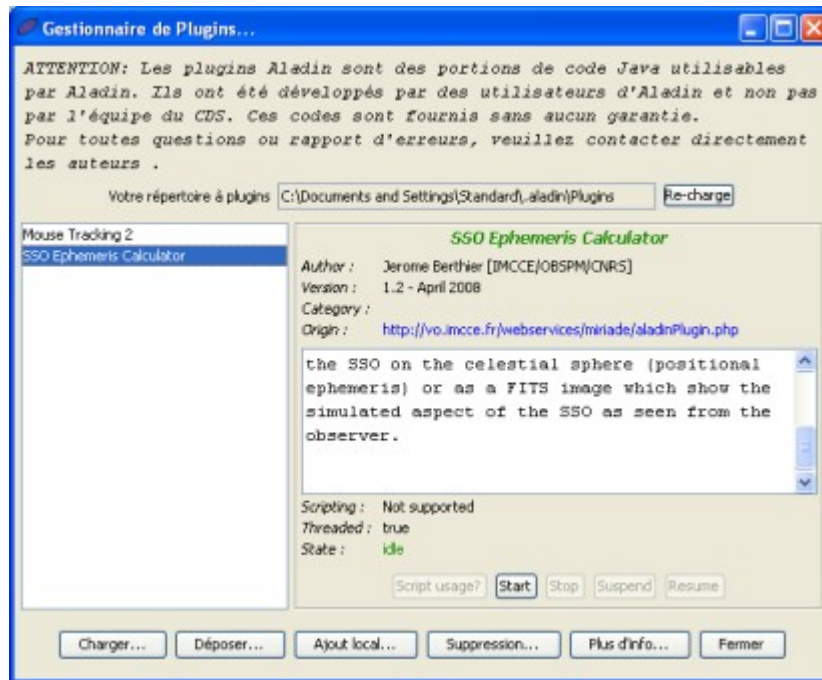 Gestionnaire de Plugins...
ATTENTION: Les plugins Aladin sont des portions de code Java utilisables
par Aladin. Ils ont été développés par des utilisateurs d'Aladin et non pas
par l'équipe du CDS. Ces codes sont fournis sans aucun garantie.
Pour toutes questions ou rapport d'erreurs, veuillez contacter directement
les auteurs .
Votre répertoire à plugins C:\Documents and Settings\Standard\.aladin\Plugins Re-charge
Mouse Tracking 2
SSO Ephemeris Calculator
SSO Ephemeris Calculator
Author : Jerome Berthier [IMCCE/OBSPM/CNRS]
Version : 1.2 - April 2008
Category :
Origin : http://vo.imcce.fr/webservices/miriade/aladinPlugin.php
the SSO on the celestial sphere (positional
ephemeris) or as a FITS image which show the
simulated aspect of the SSO as seen from the
observer.
Scripting : Not supported
Threaded : true
State : idle
Script usage? Start Stop Suspend Resume
Charger... Déposer... Ajout local... Suppression... Plus d'info... Fermer